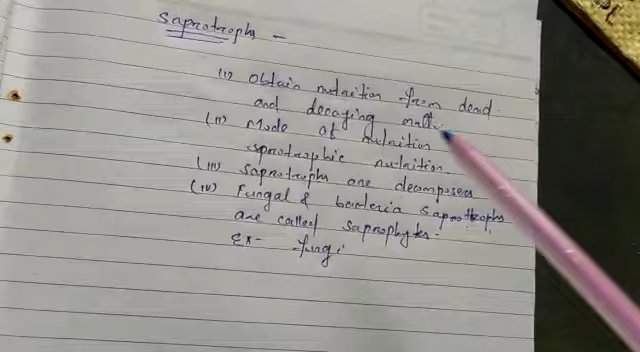 Saprotrophs -
(i) Obtain nutrition from dead
and decaying matter
(ii) Mode of nutrition
sprotrophic nutrition.
(iii) Saprotrophs are decomposers
(iv) Fungal & bacteria saprotrophs
are called saprophytes.
Ex- fungi